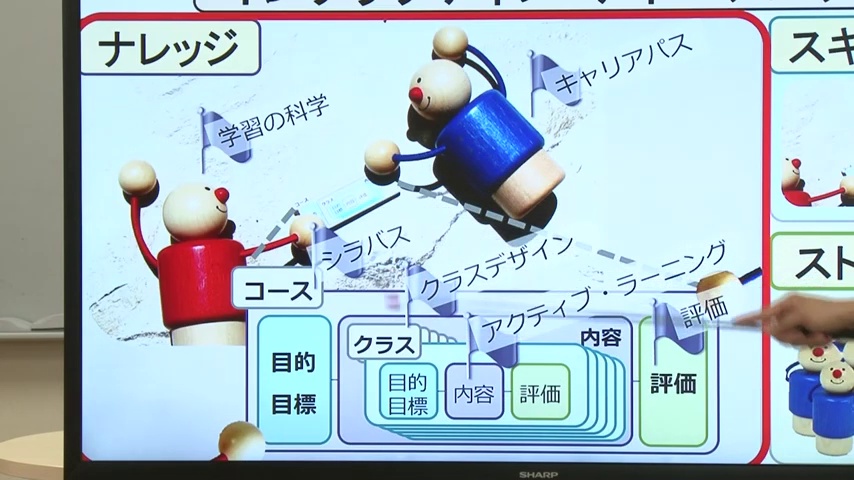 ナレッジ
スキ
キャリアパス
学習の科学
シラバス
クラスデザイン
アクティブ・ラーニング
評価
コース
スト
目的
目標
クラス
内容
目的
目標
内容
評価
評価
SHARP